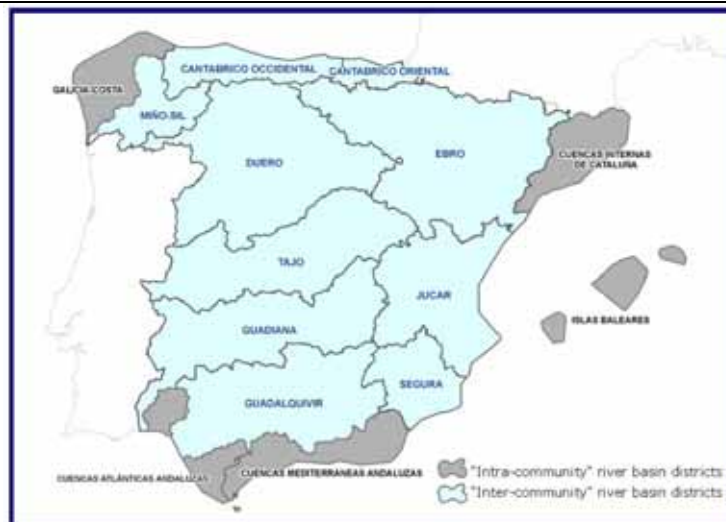 CANTABRICO OCCIDENTAL
CANTABRICO ORIENTAL
GALICIA-COSTA
MIÑO-SIL
DUERO
EBRO
CUENCAS INTERNAS
DE CATALUÑA
TAJO
JUCAR
ISLAS BALEARES
GUADIANA
SEGURA
GUADALQUIVIR
CUENCAS MEDITERRANEAS ANDALUZAS
CUENCAS ATLÁNTICAS ANDALUZAS
"Intra-community" river basin districts
"Inter-community" river basin districts